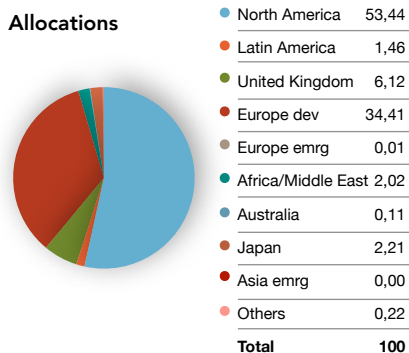 Allocations
North America 53,44
Latin America 1,46
United Kingdom 6,12
Europe dev 34,41
Europe emrg 0,01
Africa/Middle East 2,02
Australia 0,11
Japan 2,21
Asia emrg 0,00
Others 0,22
Total 100